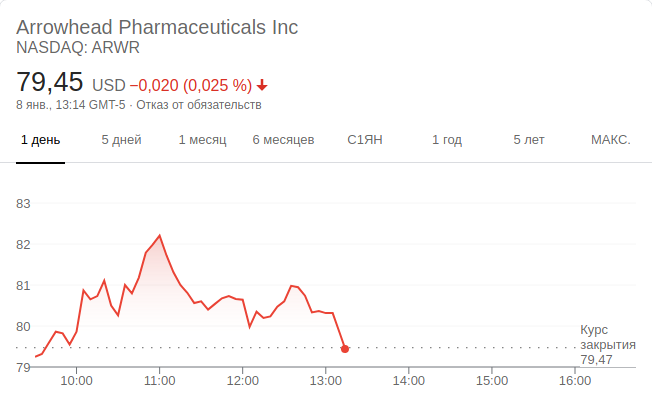 Arrowhead Pharmaceuticals Inc
NASDAQ: ARWR
79,45 USD −0,020 (0,025 %)
8 янв., 13:14 GMT-5 · Отказ от обязательств
1 день 5 дней 1 месяц 6 месяцев С1ЯН 1 год 5 лет МАКС.
83
82
81
80
79
Курс
закрытия
79,47
10:00 11:00 12:00 13:00 14:00 15:00 16:00